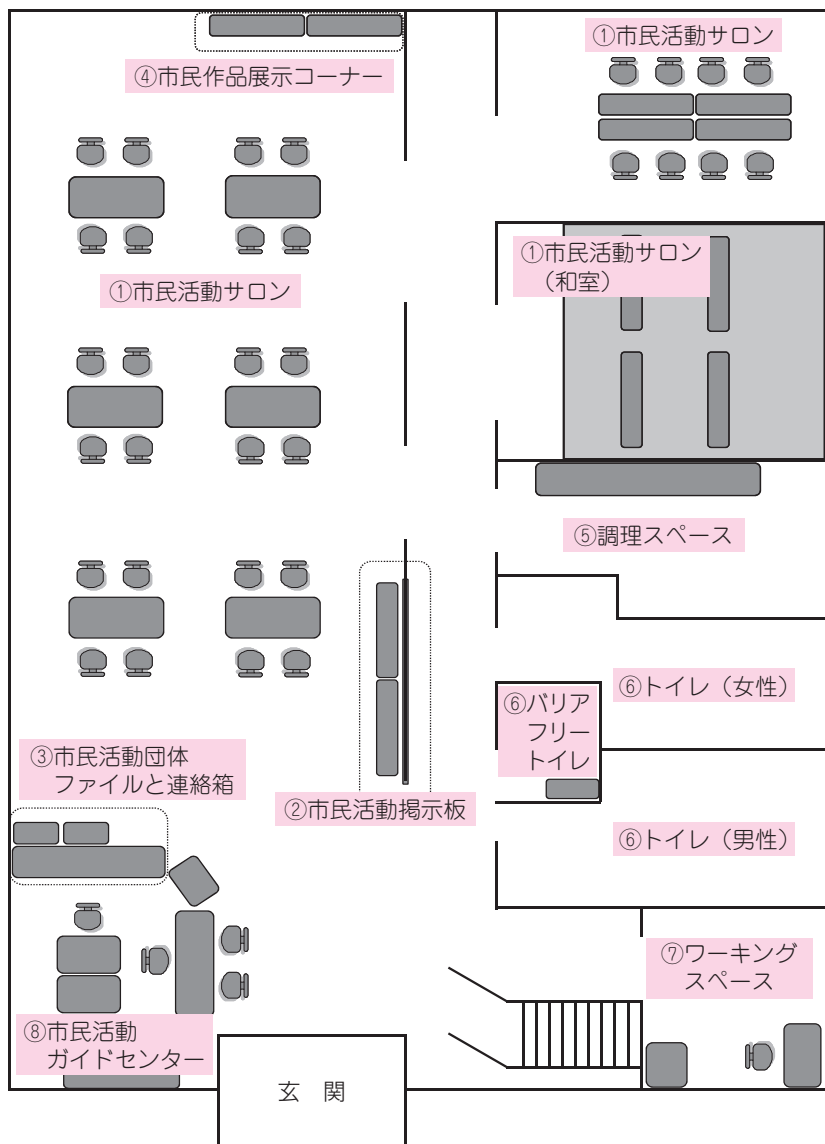 ①市民活動サロン
④市民作品展示コーナー
①市民活動サロン
（和室）
①市民活動サロン
⑤調理スペース
⑥トイレ（女性）
⑥バリア
フリー
トイレ
③市民活動団体
ファイルと連絡箱
②市民活動掲示板
⑥トイレ（男性）
⑦ワーキング
スペース
⑧市民活動
ガイドセンター
玄　関